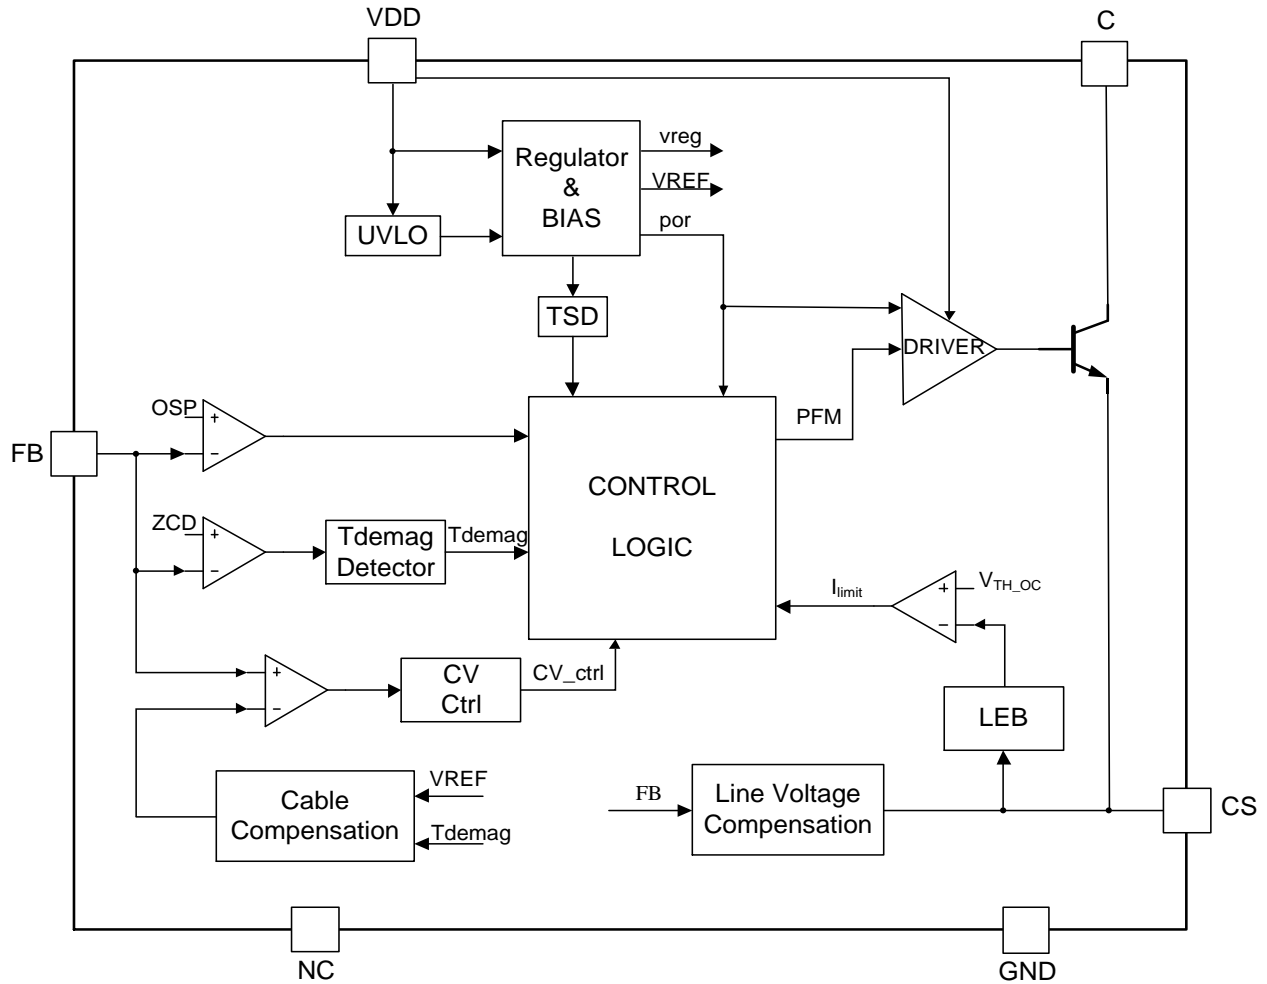 VDD
C
Regulator
&
BIAS
vreg
VREF
por
UVLO
TSD
DRIVER
OSP
+
−
FB
PFM
CONTROL
LOGIC
ZCD
+
−
Tdemag
Detector
Tdemag
Ilimit
+
−
VTH_OC
+
−
CV
Ctrl
CV_ctrl
LEB
Cable
Compensation
VREF
Tdemag
FB
Line Voltage
Compensation
CS
NC
GND